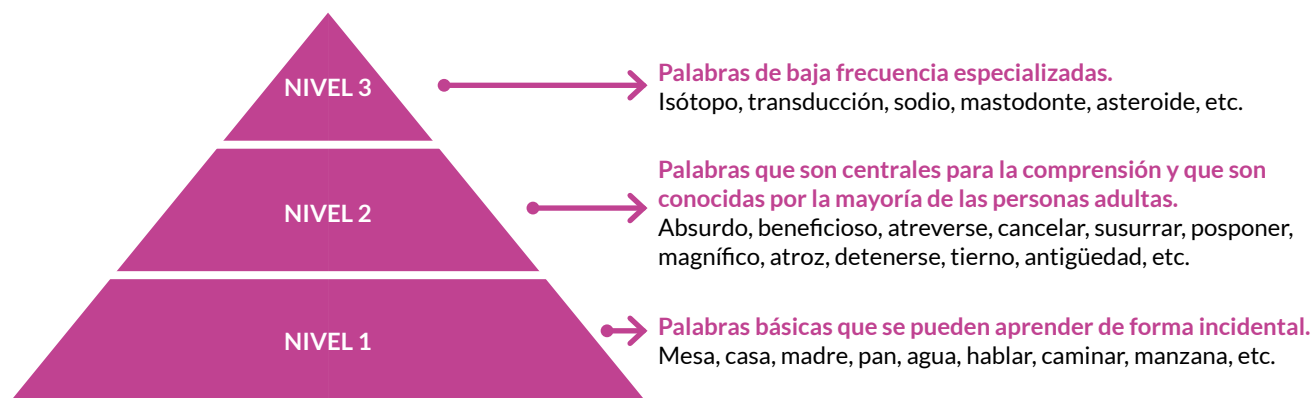 NIVEL 3
Palabras de baja frecuencia especializadas.
Isótopo, transducción, sodio, mastodonte, asteroide, etc.
NIVEL 2
Palabras que son centrales para la comprensión y que son
conocidas por la mayoría de las personas adultas.
Absurdo, beneficioso, atreverse, cancelar, susurrar, posponer,
magnífico, atroz, detenerse, tierno, antigüedad, etc.
NIVEL 1
Palabras básicas que se pueden aprender de forma incidental.
Mesa, casa, madre, pan, agua, hablar, caminar, manzana, etc.